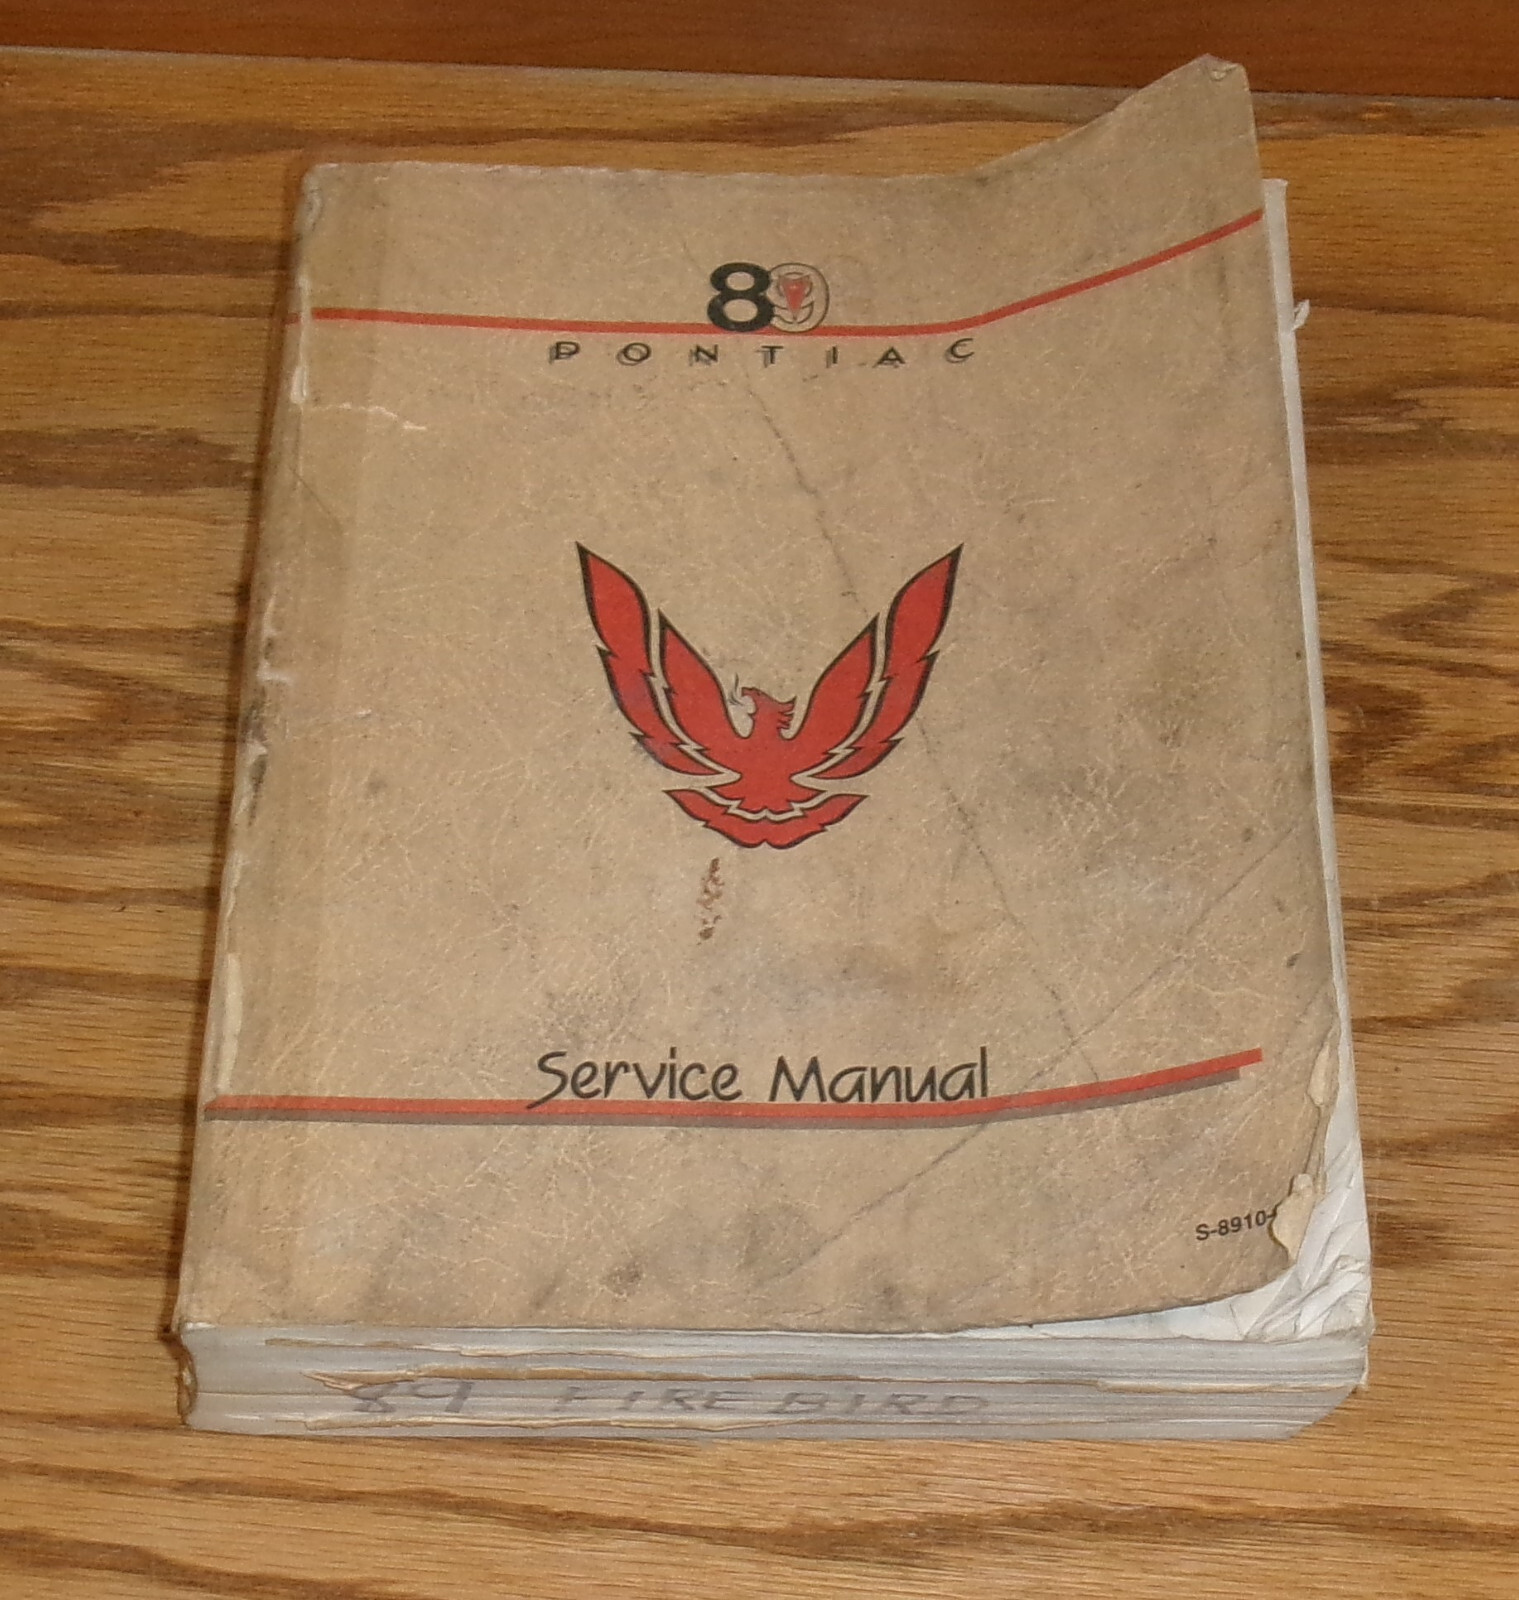 89
PONTIAC
Service Manual
S-8910-
89 FIREBIRD